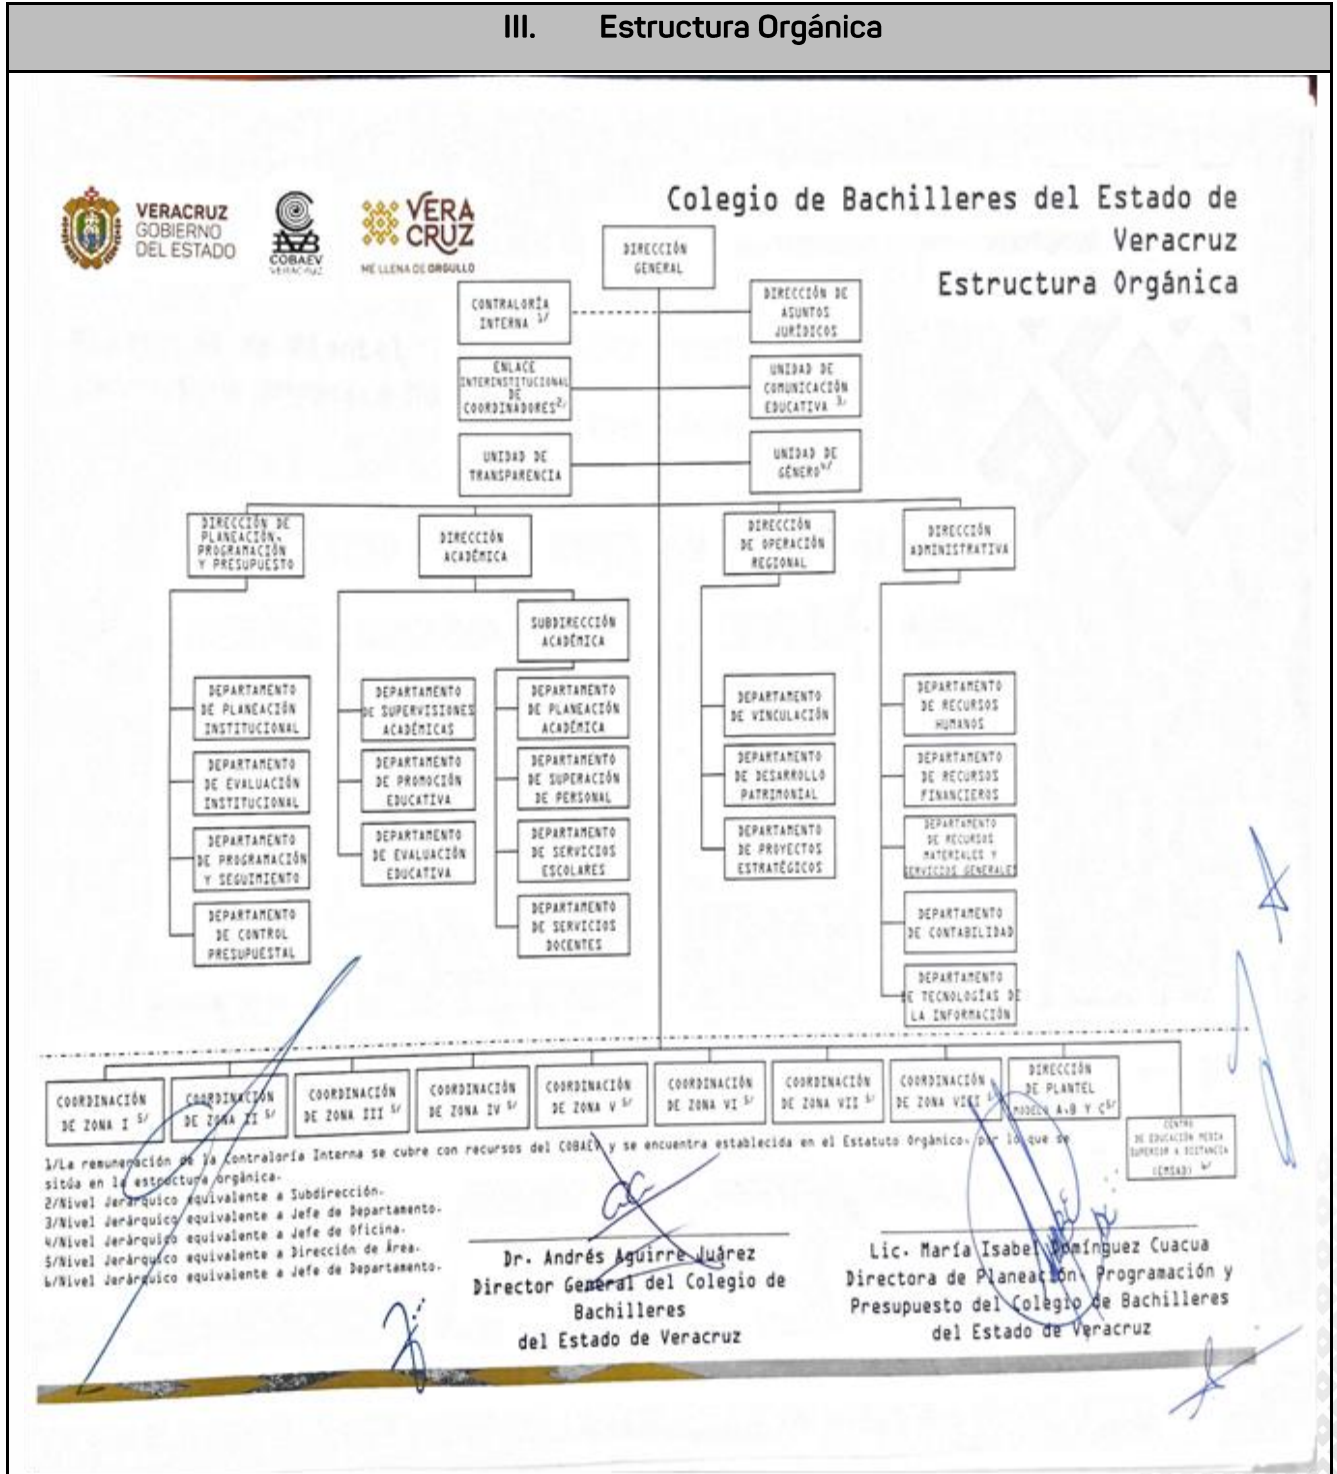 III. Estructura Orgánica
VERACRUZ
GOBIERNO
DEL ESTADO
COBAEV
VERACRUZ
VERA
CRUZ
ME LLENA DE ORGULLO
Colegio de Bachilleres del Estado de
Veracruz
Estructura Orgánica
DIRECCIÓN
GENERAL
CONTRALORÍA
INTERNA 1/
DIRECCIÓN DE
ASUNTOS
JURÍDICOS
ENLACE
INTERINSTITUCIONAL
DE
COORDINADORES 2/
UNIDAD DE
COMUNICACIÓN
EDUCATIVA 3/
UNIDAD DE
TRANSPARENCIA
UNIDAD DE
GÉNERO 4/
DIRECCIÓN DE
PLANEACIÓN,
PROGRAMACIÓN
Y PRESUPUESTO
DIRECCIÓN
ACADÉMICA
DIRECCIÓN
DE OPERACIÓN
REGIONAL
DIRECCIÓN
ADMINISTRATIVA
SUBDIRECCIÓN
ACADÉMICA
DEPARTAMENTO
DE PLANEACIÓN
INSTITUCIONAL
DEPARTAMENTO
DE SUPERVISIONES
ACADÉMICAS
DEPARTAMENTO
DE PLANEACIÓN
ACADÉMICA
DEPARTAMENTO
DE VINCULACIÓN
DEPARTAMENTO
DE RECURSOS
HUMANOS
DEPARTAMENTO
DE EVALUACIÓN
INSTITUCIONAL
DEPARTAMENTO
DE PROMOCIÓN
EDUCATIVA
DEPARTAMENTO
DE SUPERACIÓN
DE PERSONAL
DEPARTAMENTO
DE DESARROLLO
PATRIMONIAL
DEPARTAMENTO
DE RECURSOS
FINANCIEROS
DEPARTAMENTO
DE PROGRAMACIÓN
Y SEGUIMIENTO
DEPARTAMENTO
DE EVALUACIÓN
EDUCATIVA
DEPARTAMENTO
DE SERVICIOS
ESCOLARES
DEPARTAMENTO
DE PROYECTOS
ESTRATÉGICOS
DEPARTAMENTO
DE RECURSOS
MATERIALES Y
SERVICIOS GENERALES
DEPARTAMENTO
DE CONTROL
PRESUPUESTAL
DEPARTAMENTO
DE SERVICIOS
DOCENTES
DEPARTAMENTO
DE CONTABILIDAD
DEPARTAMENTO
DE TECNOLOGÍAS DE
LA INFORMACIÓN
COORDINACIÓN
DE ZONA I 5/
COORDINACIÓN
DE ZONA II 5/
COORDINACIÓN
DE ZONA III 5/
COORDINACIÓN
DE ZONA IV 5/
COORDINACIÓN
DE ZONA V 5/
COORDINACIÓN
DE ZONA VI 5/
COORDINACIÓN
DE ZONA VII 5/
COORDINACIÓN
DE ZONA VIII
DIRECCIÓN
DE PLANTEL
MODELO A,B Y C 5/
CENTRO
DE EDUCACIÓN MEDIA
SUPERIOR A DISTANCIA
(EMSAD) 6/
1/La remuneración de la Contraloría Interna se cubre con recursos del COBAEV y se encuentra establecida en el Estatuto Orgánico, por lo que se
sitúa en la estructura orgánica.
2/Nivel Jerárquico equivalente a Subdirección.
3/Nivel Jerárquico equivalente a Jefe de Departamento.
4/Nivel Jerárquico equivalente a Jefe de Oficina.
5/Nivel Jerárquico equivalente a Dirección de Área.
6/Nivel Jerárquico equivalente a Jefe de Departamento.
Dr. Andrés Aguirre Juárez
Director General del Colegio de
Bachilleres
del Estado de Veracruz
Lic. María Isabel Domínguez Cuacua
Directora de Planeación, Programación y
Presupuesto del Colegio de Bachilleres
del Estado de Veracruz